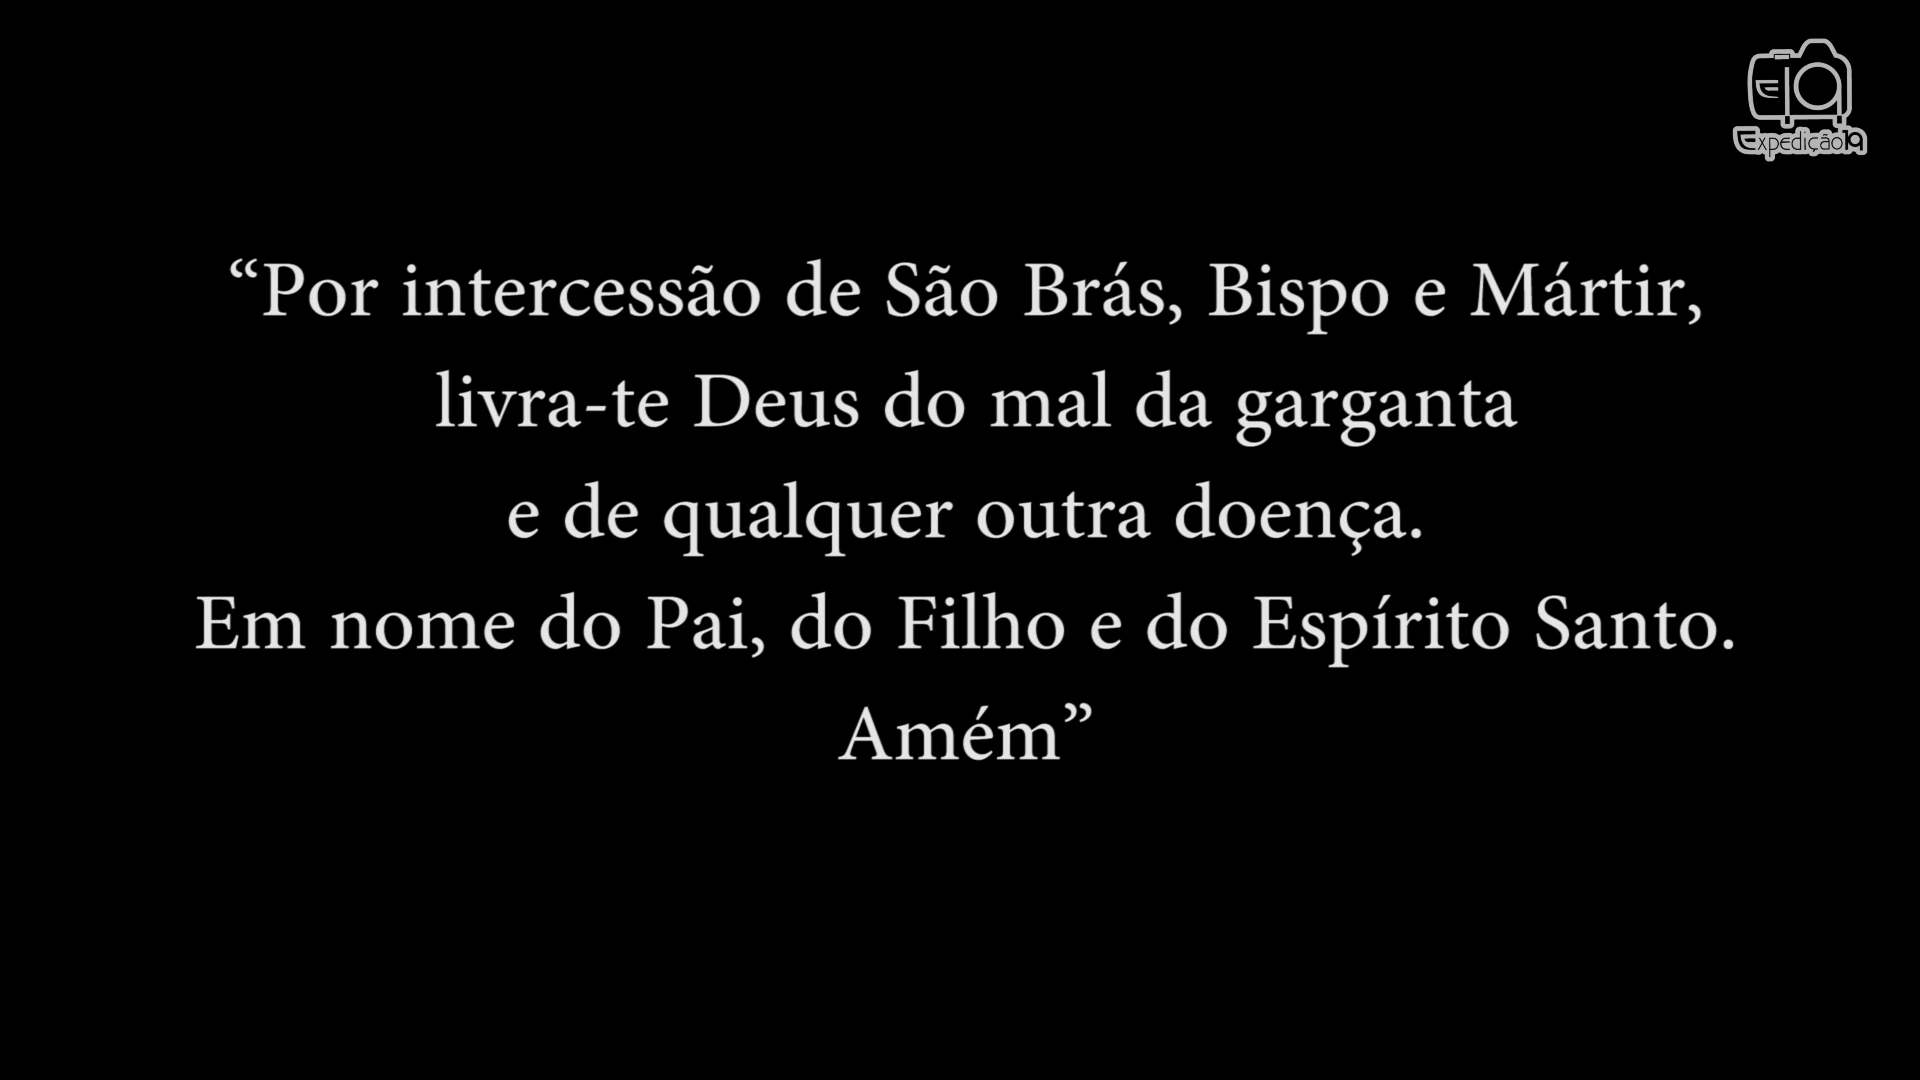 Expedição19
“Por intercessão de São Brás, Bispo e Mártir,
livra-te Deus do mal da garganta
e de qualquer outra doença.
Em nome do Pai, do Filho e do Espírito Santo.
Amém”